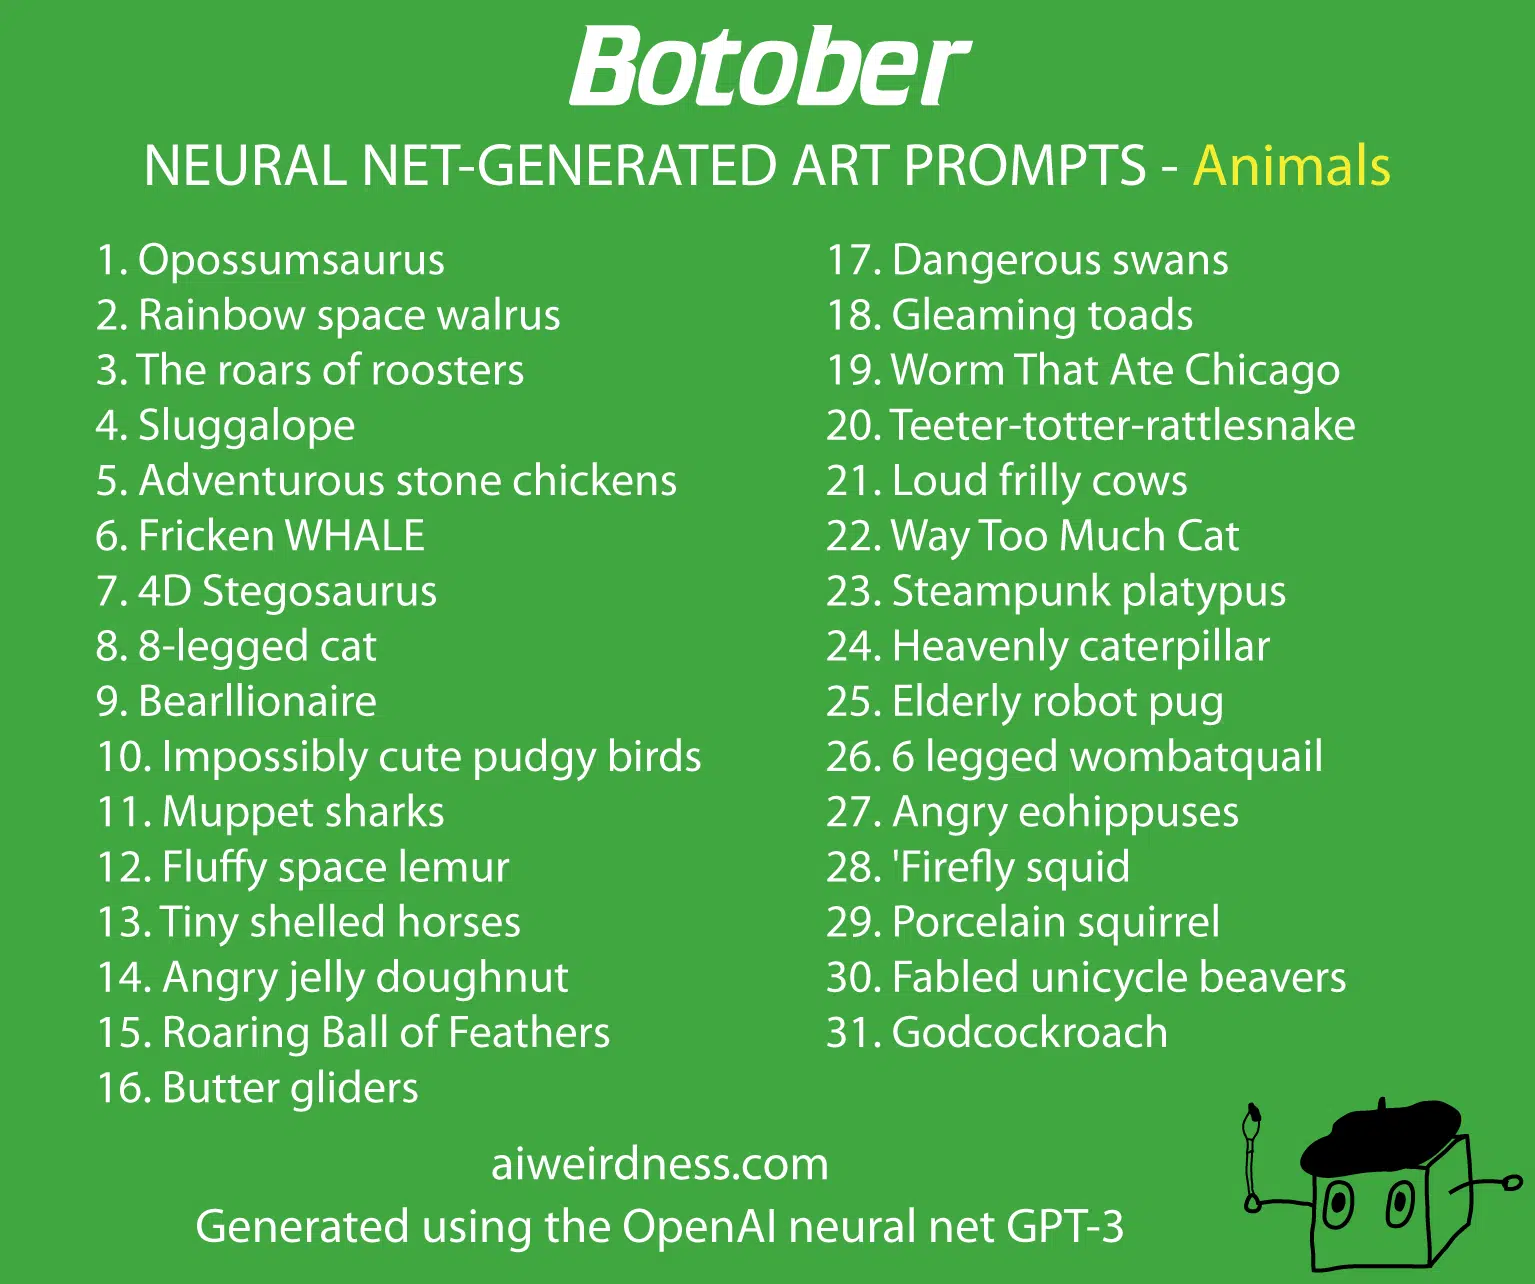 Botober
NEURAL NET-GENERATED ART PROMPTS - Animals
1. Opossumsaurus
2. Rainbow space walrus
3. The roars of roosters
4. Sluggalope
5. Adventurous stone chickens
6. Fricken WHALE
7. 4D Stegosaurus
8. 8-legged cat
9. Bearllionaire
10. Impossibly cute pudgy birds
11. Muppet sharks
12. Fluffy space lemur
13. Tiny shelled horses
14. Angry jelly doughnut
15. Roaring Ball of Feathers
16. Butter gliders
17. Dangerous swans
18. Gleaming toads
19. Worm That Ate Chicago
20. Teeter-totter-rattlesnake
21. Loud frilly cows
22. Way Too Much Cat
23. Steampunk platypus
24. Heavenly caterpillar
25. Elderly robot pug
26. 6 legged wombatquail
27. Angry eohippuses
28. 'Firefly squid
29. Porcelain squirrel
30. Fabled unicycle beavers
31. Godcockroach
aiweirdness.com
Generated using the OpenAI neural net GPT-3